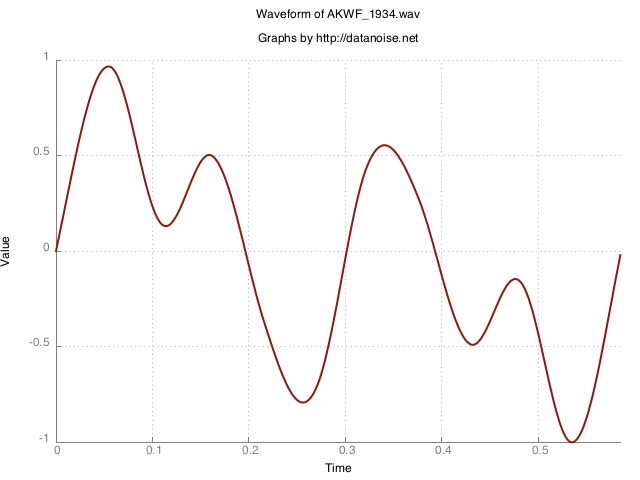 Waveform of AKWF_1934.wav
Graphs by http://datanoise.net
1
0.5
0
-0.5
-1
Value
0 0.1 0.2 0.3 0.4 0.5
Time